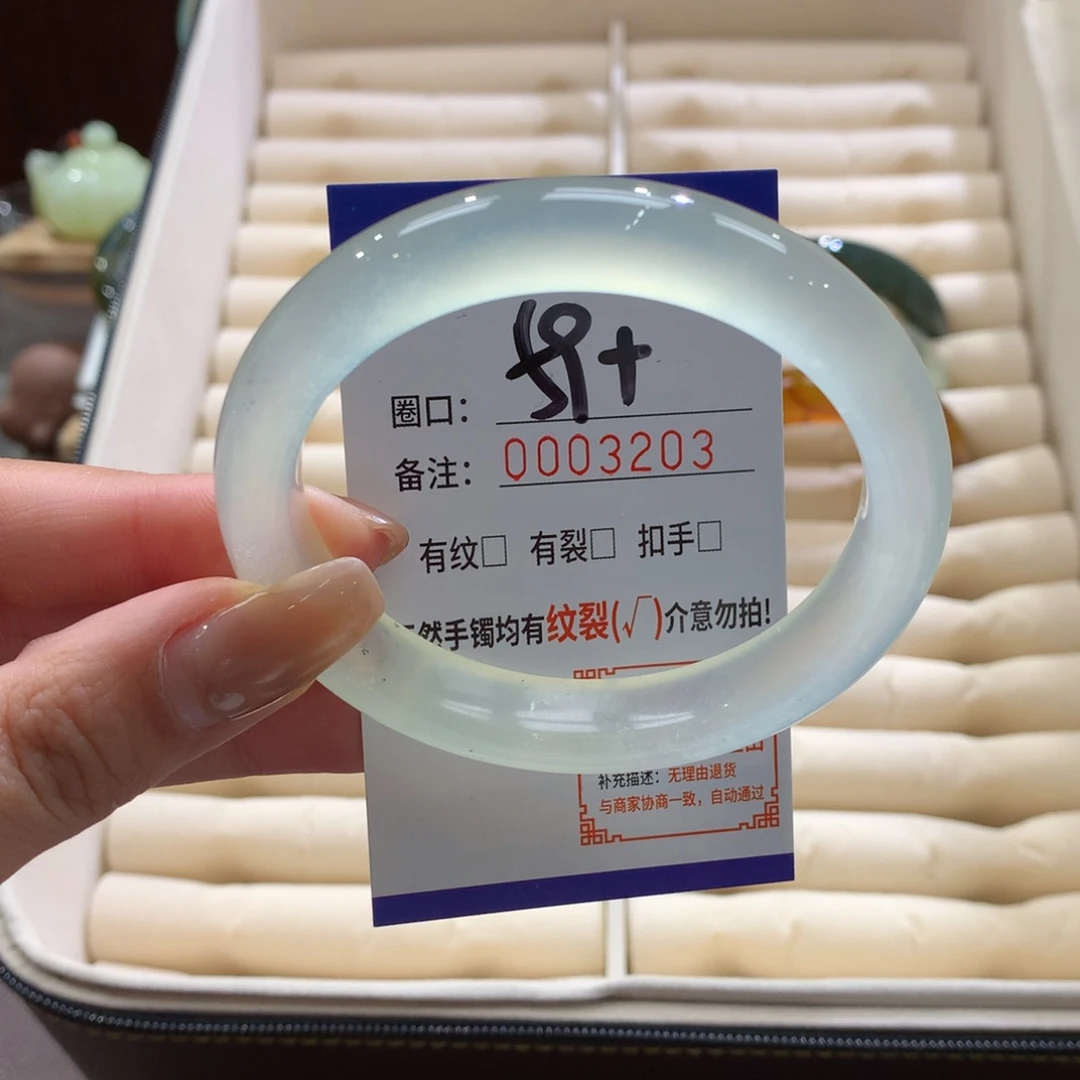 圈口: 59+
备注: 0003203
有纹□ 有裂□ 扣手□
天然手镯均有纹裂(√)介意勿拍!
补充描述: 无理由退货
与商家协商一致，自动通过